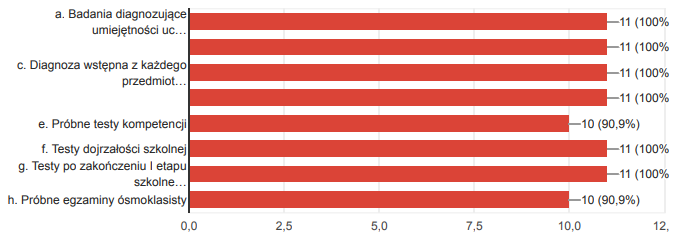 a. Badania diagnozujące
umiejętności uc…
11 (100%
11 (100%
c. Diagnoza wstępna z każdego
przedmiot…
11 (100%
11 (100%
e. Próbne testy kompetencji
10 (90,9%)
f. Testy dojrzałości szkolnej
11 (100%
g. Testy po zakończeniu I etapu
szkolne…
11 (100%
h. Próbne egzaminy ósmoklasisty
10 (90,9%)
0,0 2,5 5,0 7,5 10,0 12,